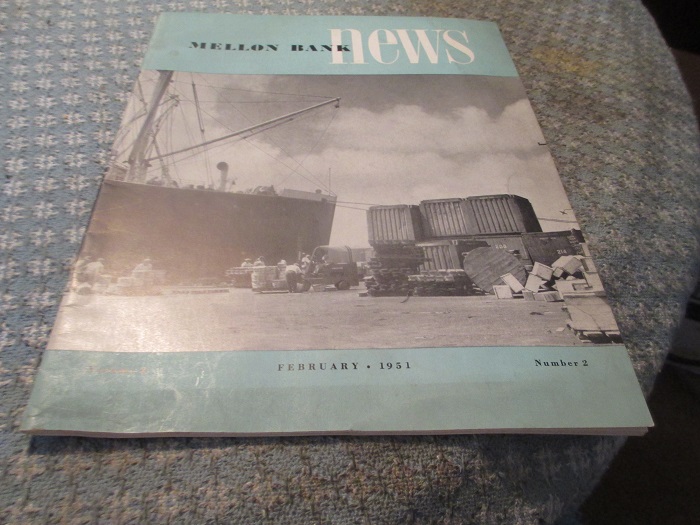 MELLON BANK news
FEBRUARY • 1951
Number 2